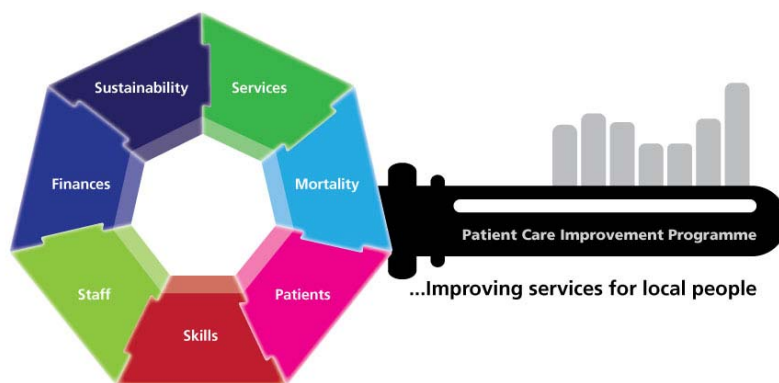 Sustainability
Services
Finances
Mortality
Staff
Patients
Skills
Patient Care Improvement Programme
...Improving services for local people